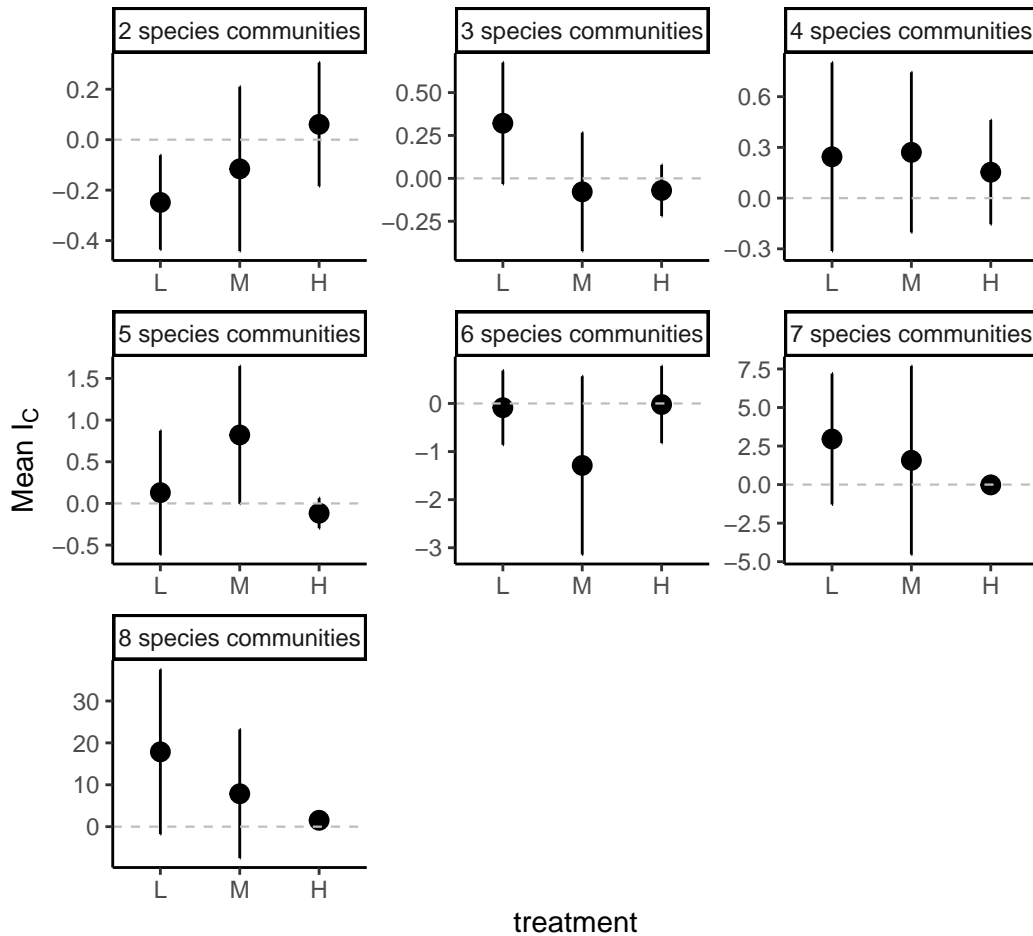 2 species communities
3 species communities
4 species communities
0.2
0.0
−0.2
−0.4
L M H
0.50
0.25
0.00
−0.25
L M H
0.6
0.3
0.0
−0.3
L M H
5 species communities
6 species communities
7 species communities
1.5
1.0
0.5
0.0
−0.5
L M H
0
−1
−2
−3
L M H
7.5
5.0
2.5
0.0
−2.5
−5.0
L M H
8 species communities
30
20
10
0
L M H
Mean I_C
treatment